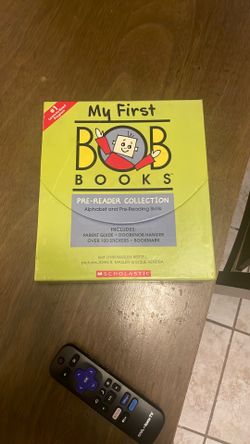 #1
My First
BOB
BOOKS
PRE-READER COLLECTION
Alphabet and Pre-Reading Skills
INCLUDES:
PARENT GUIDE • DOORKNOB HANGER
OVER 100 STICKERS • BOOKMARK
SCHOLASTIC